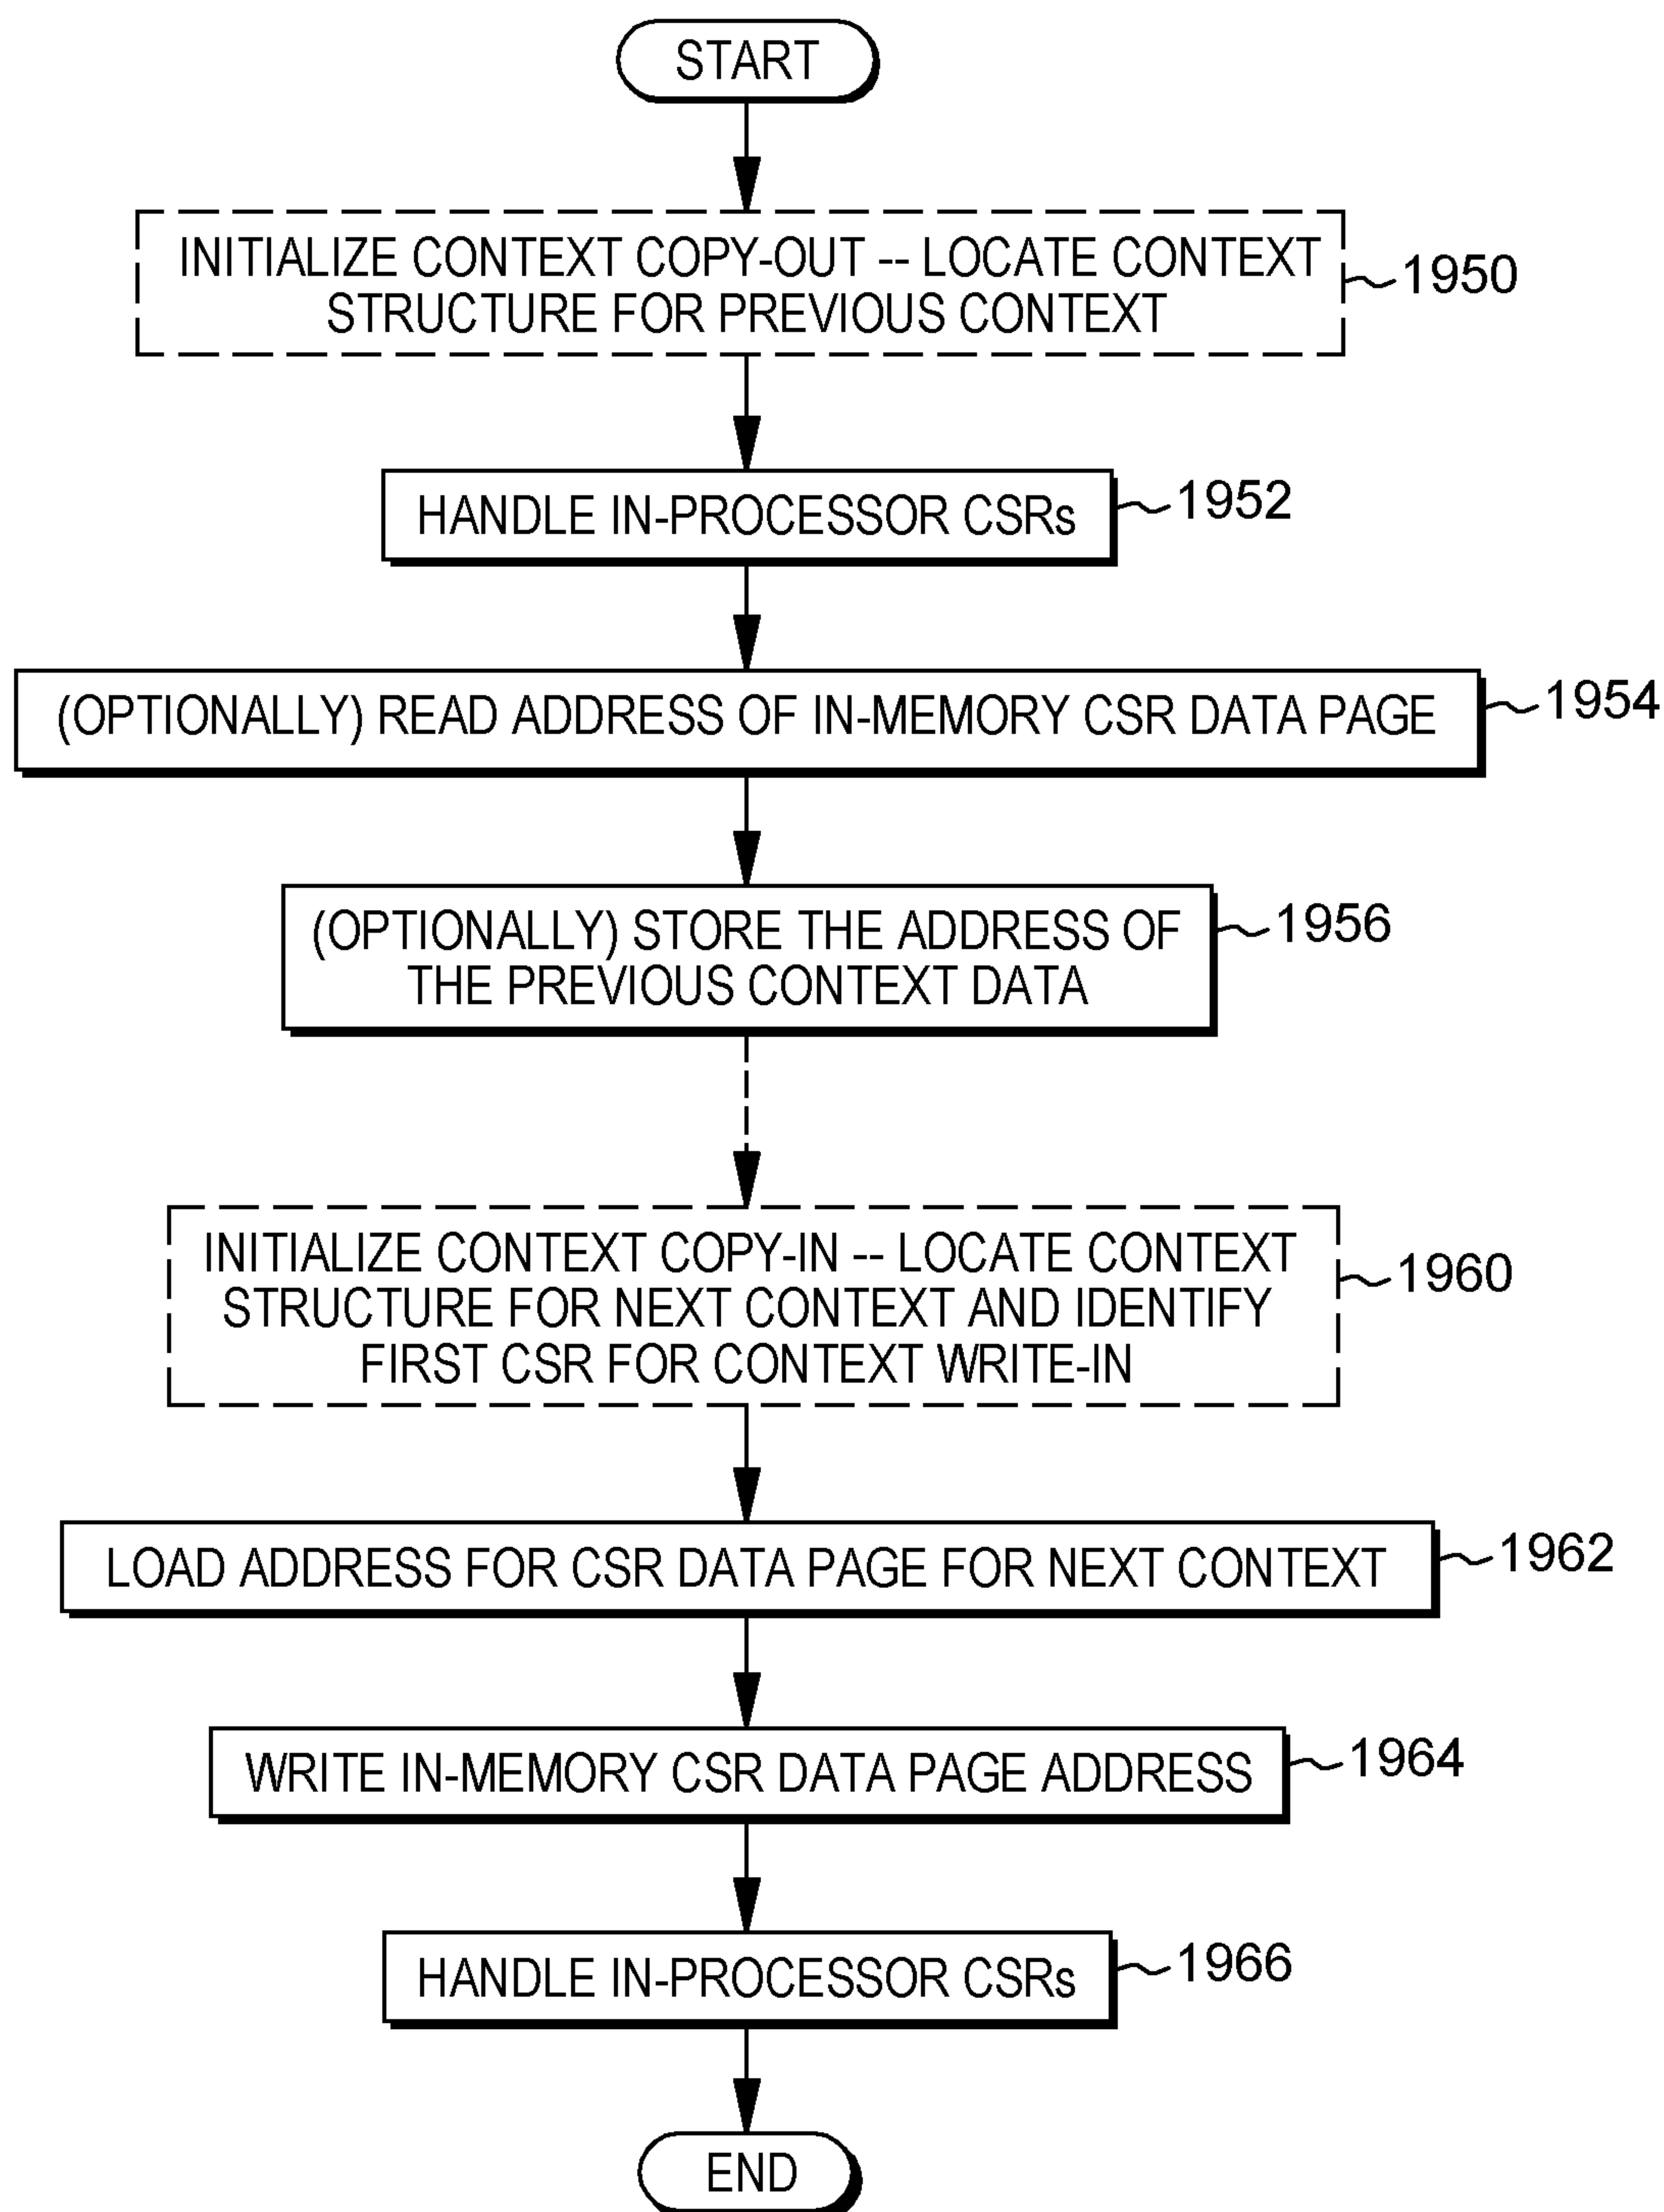 START
INITIALIZE CONTEXT COPY-OUT -- LOCATE CONTEXT
STRUCTURE FOR PREVIOUS CONTEXT
1950
HANDLE IN-PROCESSOR CSRs
1952
(OPTIONALLY) READ ADDRESS OF IN-MEMORY CSR DATA PAGE
1954
(OPTIONALLY) STORE THE ADDRESS OF
THE PREVIOUS CONTEXT DATA
1956
INITIALIZE CONTEXT COPY-IN -- LOCATE CONTEXT
STRUCTURE FOR NEXT CONTEXT AND IDENTIFY
FIRST CSR FOR CONTEXT WRITE-IN
1960
LOAD ADDRESS FOR CSR DATA PAGE FOR NEXT CONTEXT
1962
WRITE IN-MEMORY CSR DATA PAGE ADDRESS
1964
HANDLE IN-PROCESSOR CSRs
1966
END